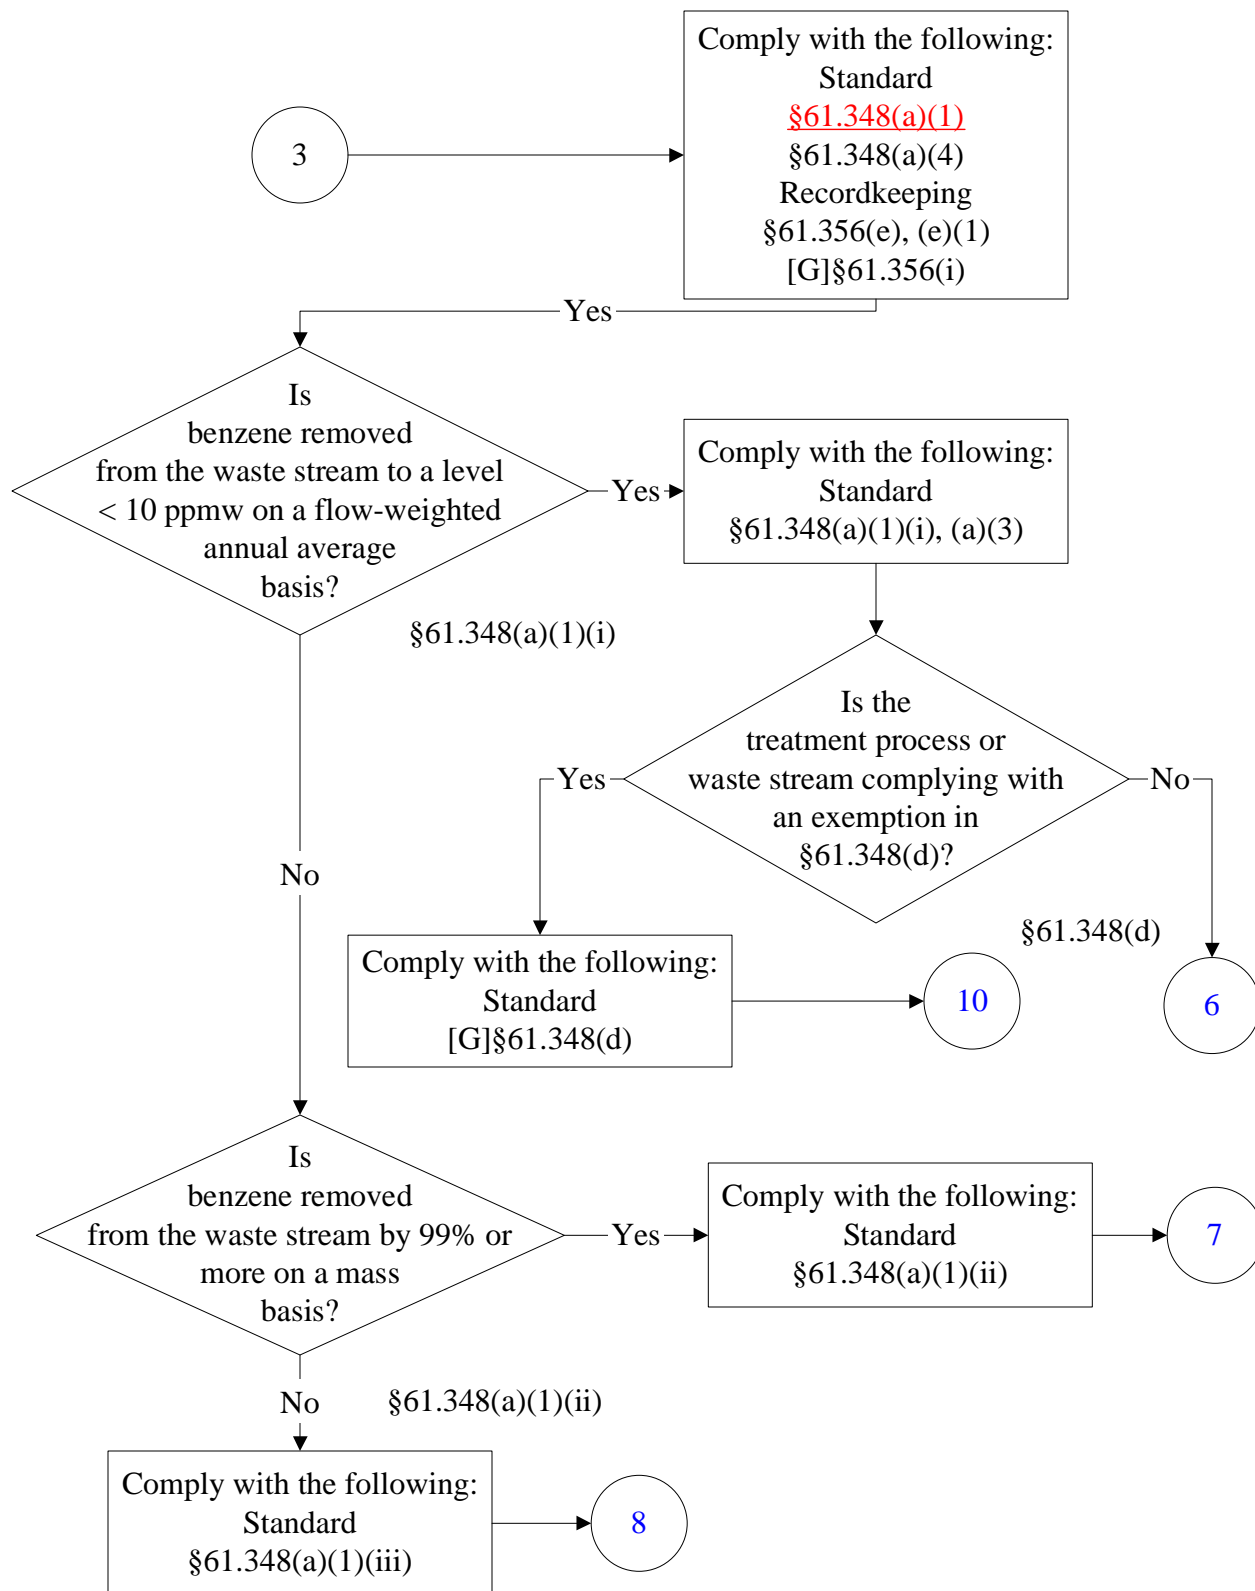 3
Comply with the following:
Standard
§61.348(a)(1)
§61.348(a)(4)
Recordkeeping
§61.356(e), (e)(1)
[G]§61.356(i)
Yes
Is
benzene removed
from the waste stream to a level
< 10 ppmw on a flow-weighted
annual average
basis?
§61.348(a)(1)(i)
Yes
Comply with the following:
Standard
§61.348(a)(1)(i), (a)(3)
Is the
treatment process or
waste stream complying with
an exemption in
§61.348(d)?
§61.348(d)
Yes
No
Comply with the following:
Standard
[G]§61.348(d)
10
6
No
Is
benzene removed
from the waste stream by 99% or
more on a mass
basis?
§61.348(a)(1)(ii)
Yes
Comply with the following:
Standard
§61.348(a)(1)(ii)
7
No
Comply with the following:
Standard
§61.348(a)(1)(iii)
8